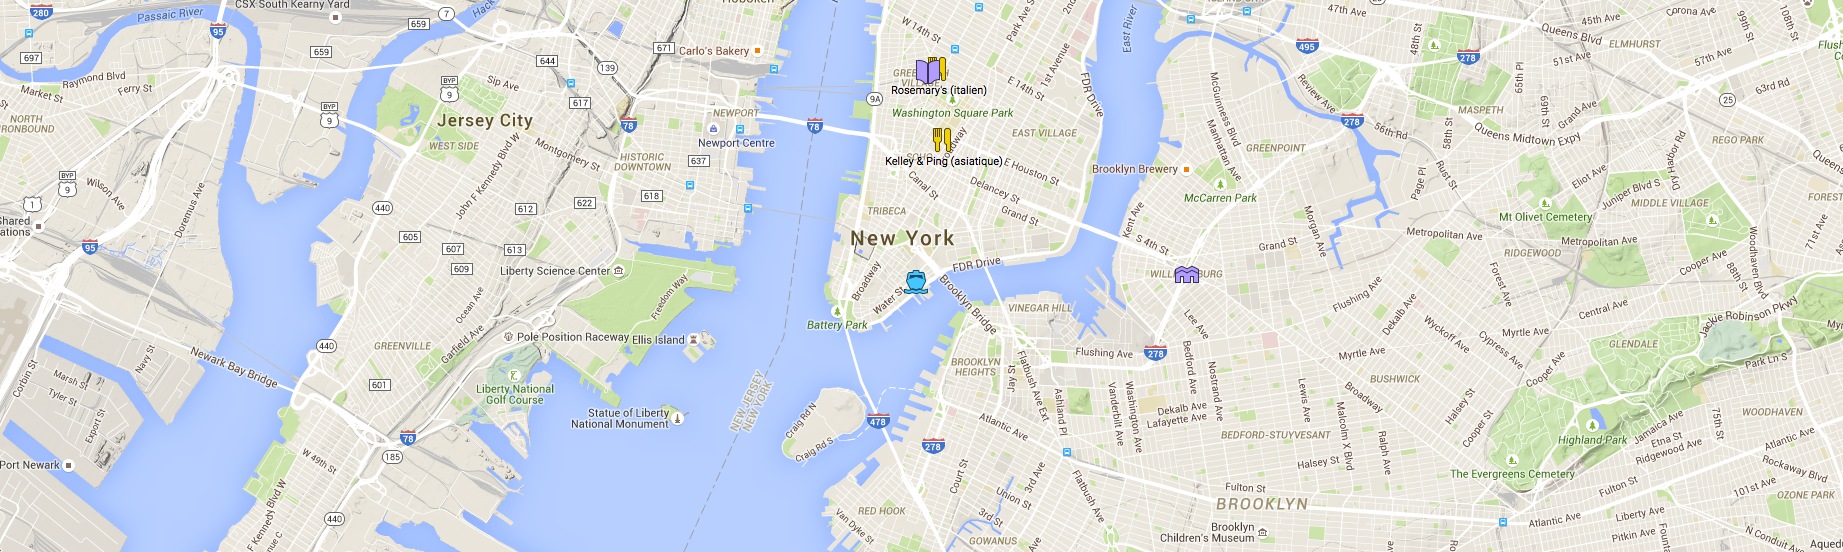 CSX South Kearny Yard
Passaic River
280
95
659
7
Hack
Hoboken
W 14th St
Park Ave S
2nd
East River
47th Ave
Corona Ave
99th St
108th St
697
659
644
139
671
Carlo's Bakery
495
48th St
Queens Blvd
ELMHURST
51st Ave
57th Ave
278
Raymond Blvd
Market St
BYP
9
Sip Ave
617
GREE
Rosemary's (italien)
E 14th St
1st Avenue
FDR Drive
McGuinness Blvd
Review Ave
65th Pl
69th St
63rd Rd
25
NORTH
IRONBOUND
BYP
9
Jersey City
WEST SIDE
78
NEWPORT
Newport Centre
78
9A
Washington Square Park
EAST VILLAGE
Manhattan Ave
278
56th Rd
MASPETH
Grand Ave
Queens Midtown Expy
REGO PARK
Montgomery St
HISTORIC
DOWNTOWN
637
Kelley & Ping (asiatique)
E Houston St
Brooklyn Brewery
GREENPOINT
58th St
Rust St
Page Pl
Eliot Ave
Dry Harbor Rd
BYP
9
1
Wilson Ave
Doremus Ave
John F Kennedy Blvd W
440
612
622
618
Canal St
Delancey St
Grand St
McCarren Park
Mt Olivet Cemetery
Juniper Blvd S
MIDDLE VILLAGE
FOREST
Shared
ations
95
605
607
613
609
TRIBECA
New York
Kent Ave
S 4th St
Grand St
Morgan Ave
Metropolitan Ave
Metropolitan Ave
RIDGEWOOD
Woodhaven Blvd
71st Ave
Liberty Science Center
Freedom Way
Broadway
Water St
FDR Drive
Brooklyn Bridge
Forest Ave
Cooper Ave
88th St
Ocean Ave
Garfield Ave
Pole Position Raceway
Ellis Island
Battery Park
VINEGAR HILL
Lee Ave
Flushing Ave
Dekalb Ave
Wyckoff Ave
Central Ave
Myrtle Ave
Jackie Robinson Pkwy
GREENVILLE
440
Newark Bay Bridge
Navy St
Corbin St
Marsh St
Tyler St
Export St
601
Liberty National
Golf Course
NEW JERSEY
NEW YORK
BROOKLYN
HEIGHTS
Jay St
Flatbush Ave Ext
Flushing Ave
278
Bedford Ave
Nostrand Ave
Myrtle Ave
BUSHWICK
Cooper Ave
GLENDALE
Park Ln S
Statue of Liberty
National Monument
Craig Rd N
Craig Rd S
478
Ashland Pl
Vanderbilt Ave
Washington Ave
Dekalb Ave
Lafayette Ave
Lewis Ave
Malcolm X Blvd
Broadway
Halsey St
Cooper St
Highland Park
Jamaica Ave
75th St
WOODHAVEN
78
185
W 49th St
278
Atlantic Ave
BEDFORD-STUYVESANT
Ralph Ave
Etna St
Ridgewood Ave
Atlantic Ave
Port Newark
Court St
3rd Ave
Halsey St
The Evergreens Cemetery
Rockaway Blvd
F Kennedy Blvd W
440
RED HOOK
Van Dyke St
Union St
3rd St
GOWANUS
Flatbush Ave
Fulton St
BROOKLYN
Brooklyn
Children's Museum
Atlantic Ave
Fulton St
Liberty Ave
Pitkin Ave
101st Ave
OZONE PARK
N Conduit Ave
Aqued